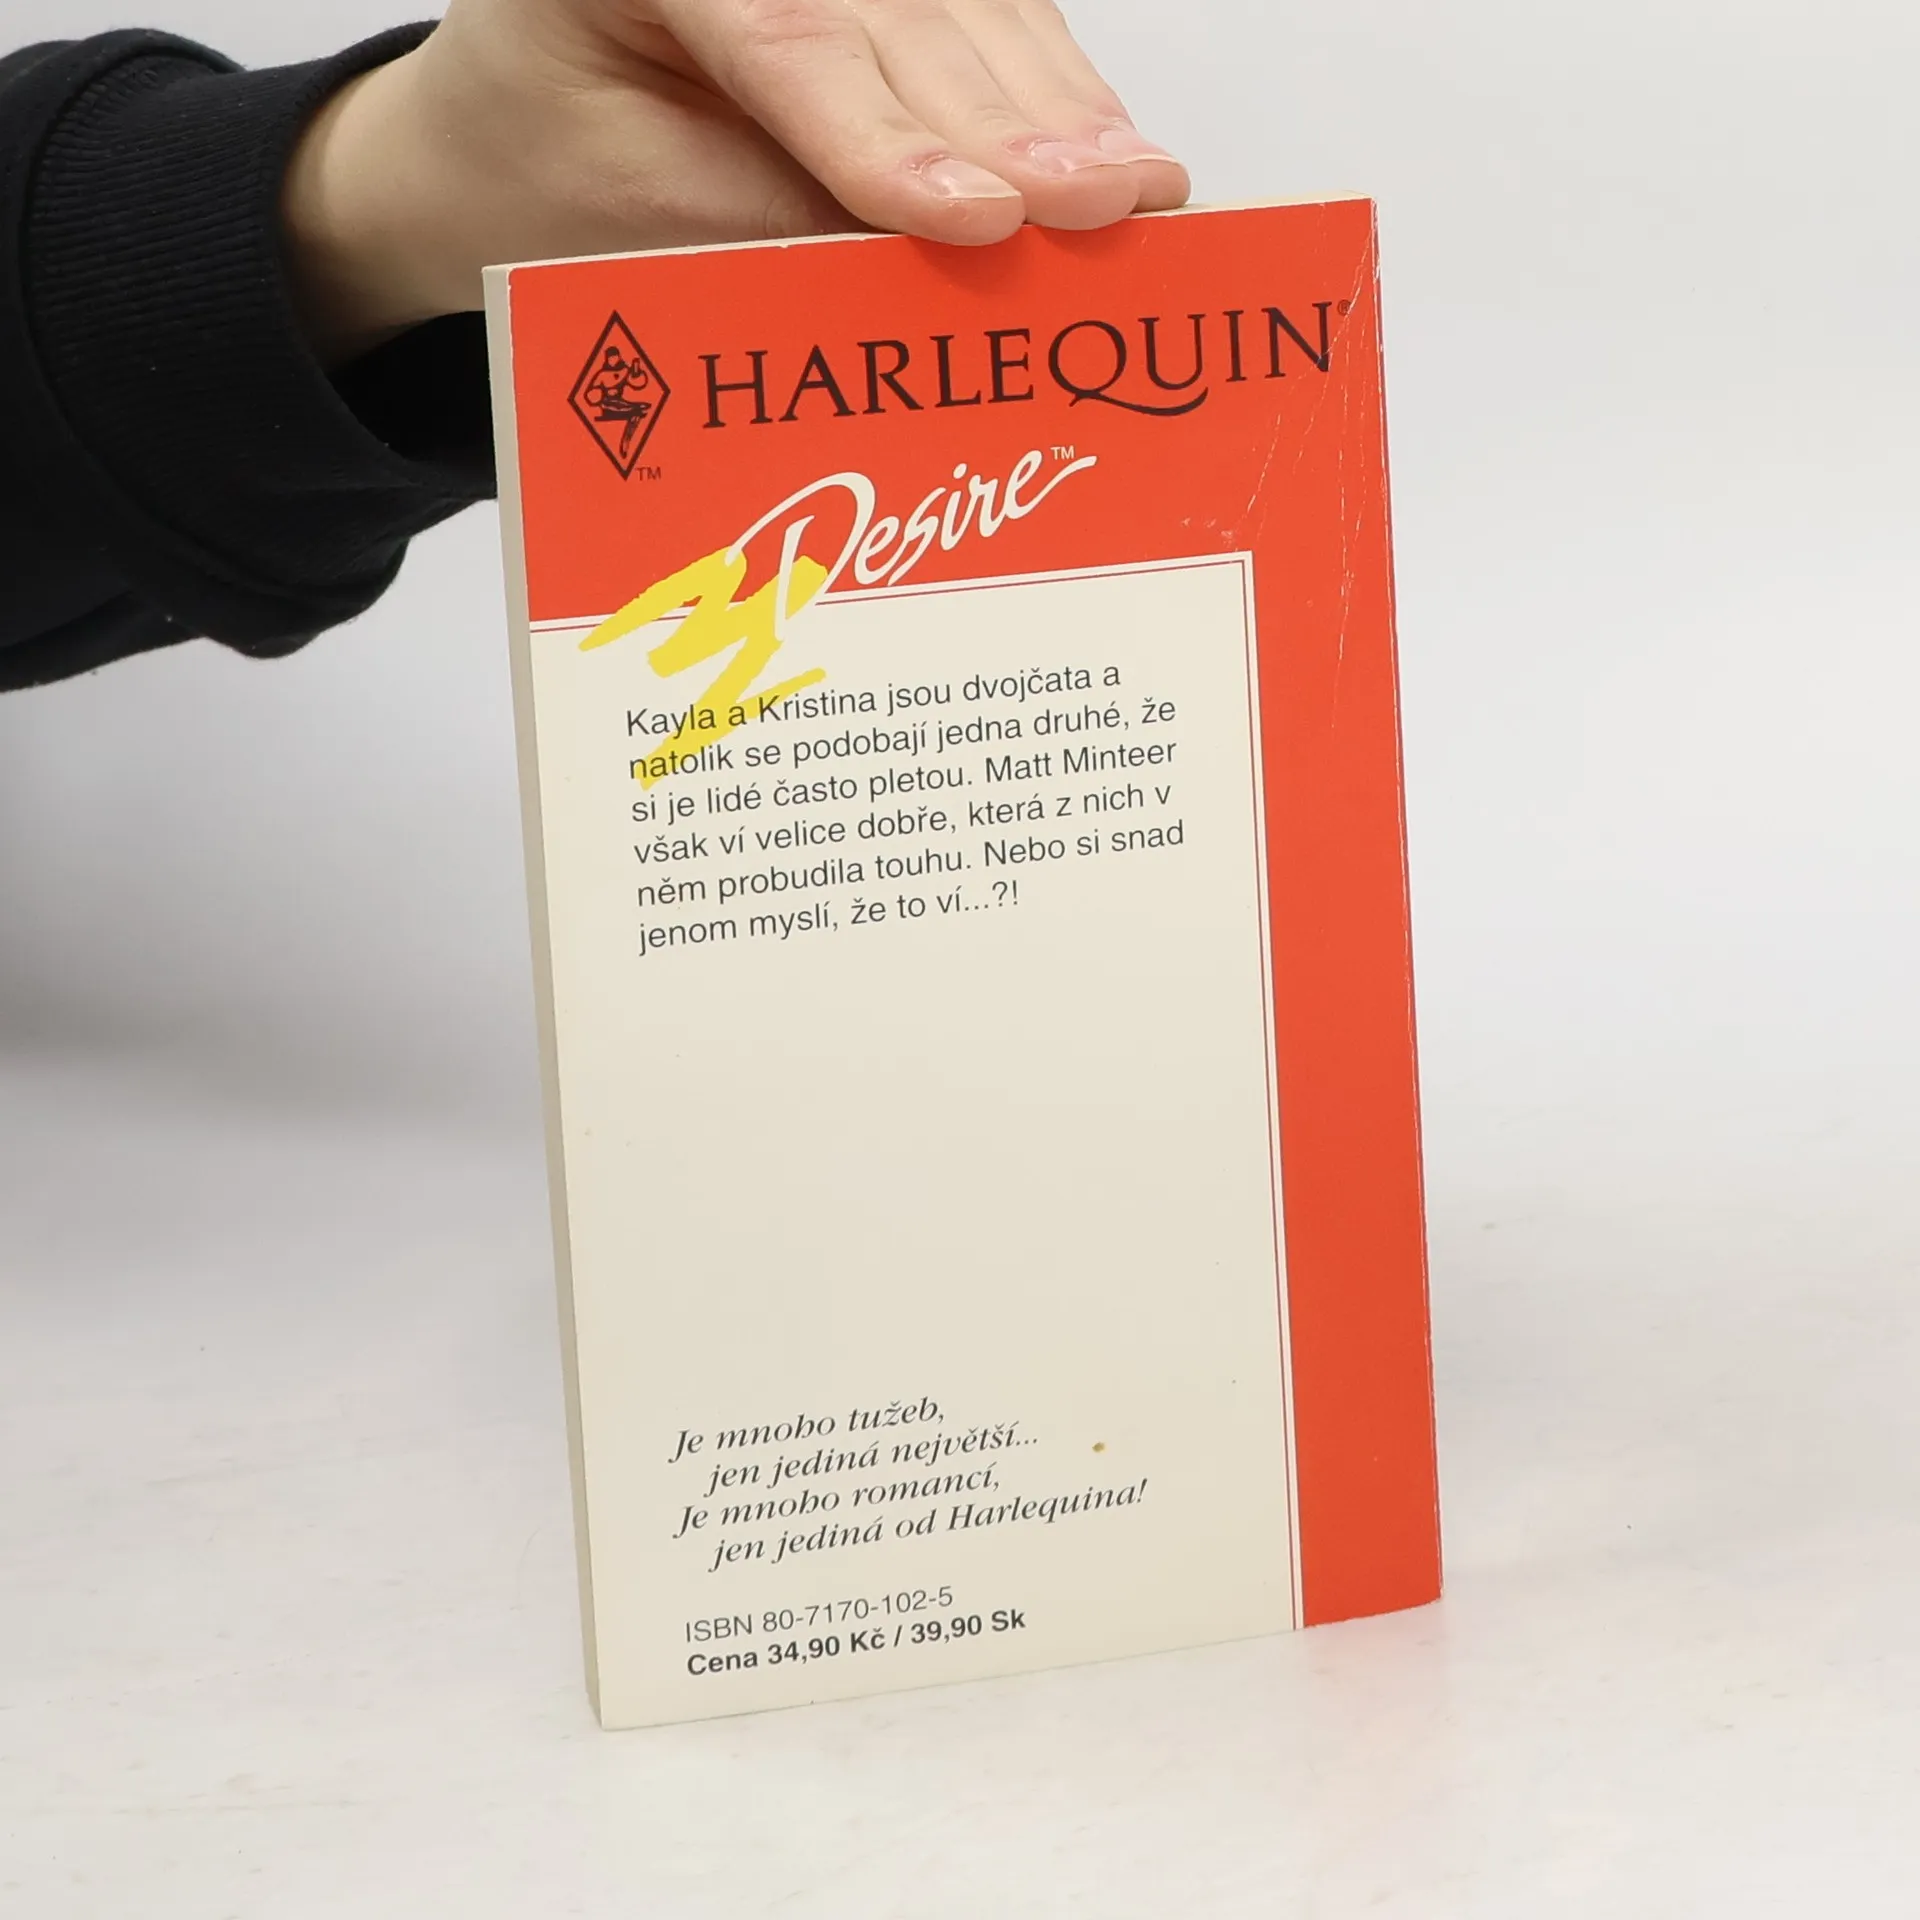 HARLEQUIN®
TM
Desire™
Kayla a Kristina jsou dvojčata a
natolik se podobají jedna druhé, že
si je lidé často pletou. Matt Minteer
však ví velice dobře, která z nich v
něm probudila touhu. Nebo si snad
jenom myslí, že to ví...?!
Je mnoho tužeb,
jen jediná největší...
Je mnoho romancí,
jen jediná od Harlequina!
ISBN 80-7170-102-5
Cena 34,90 Kč / 39,90 Sk